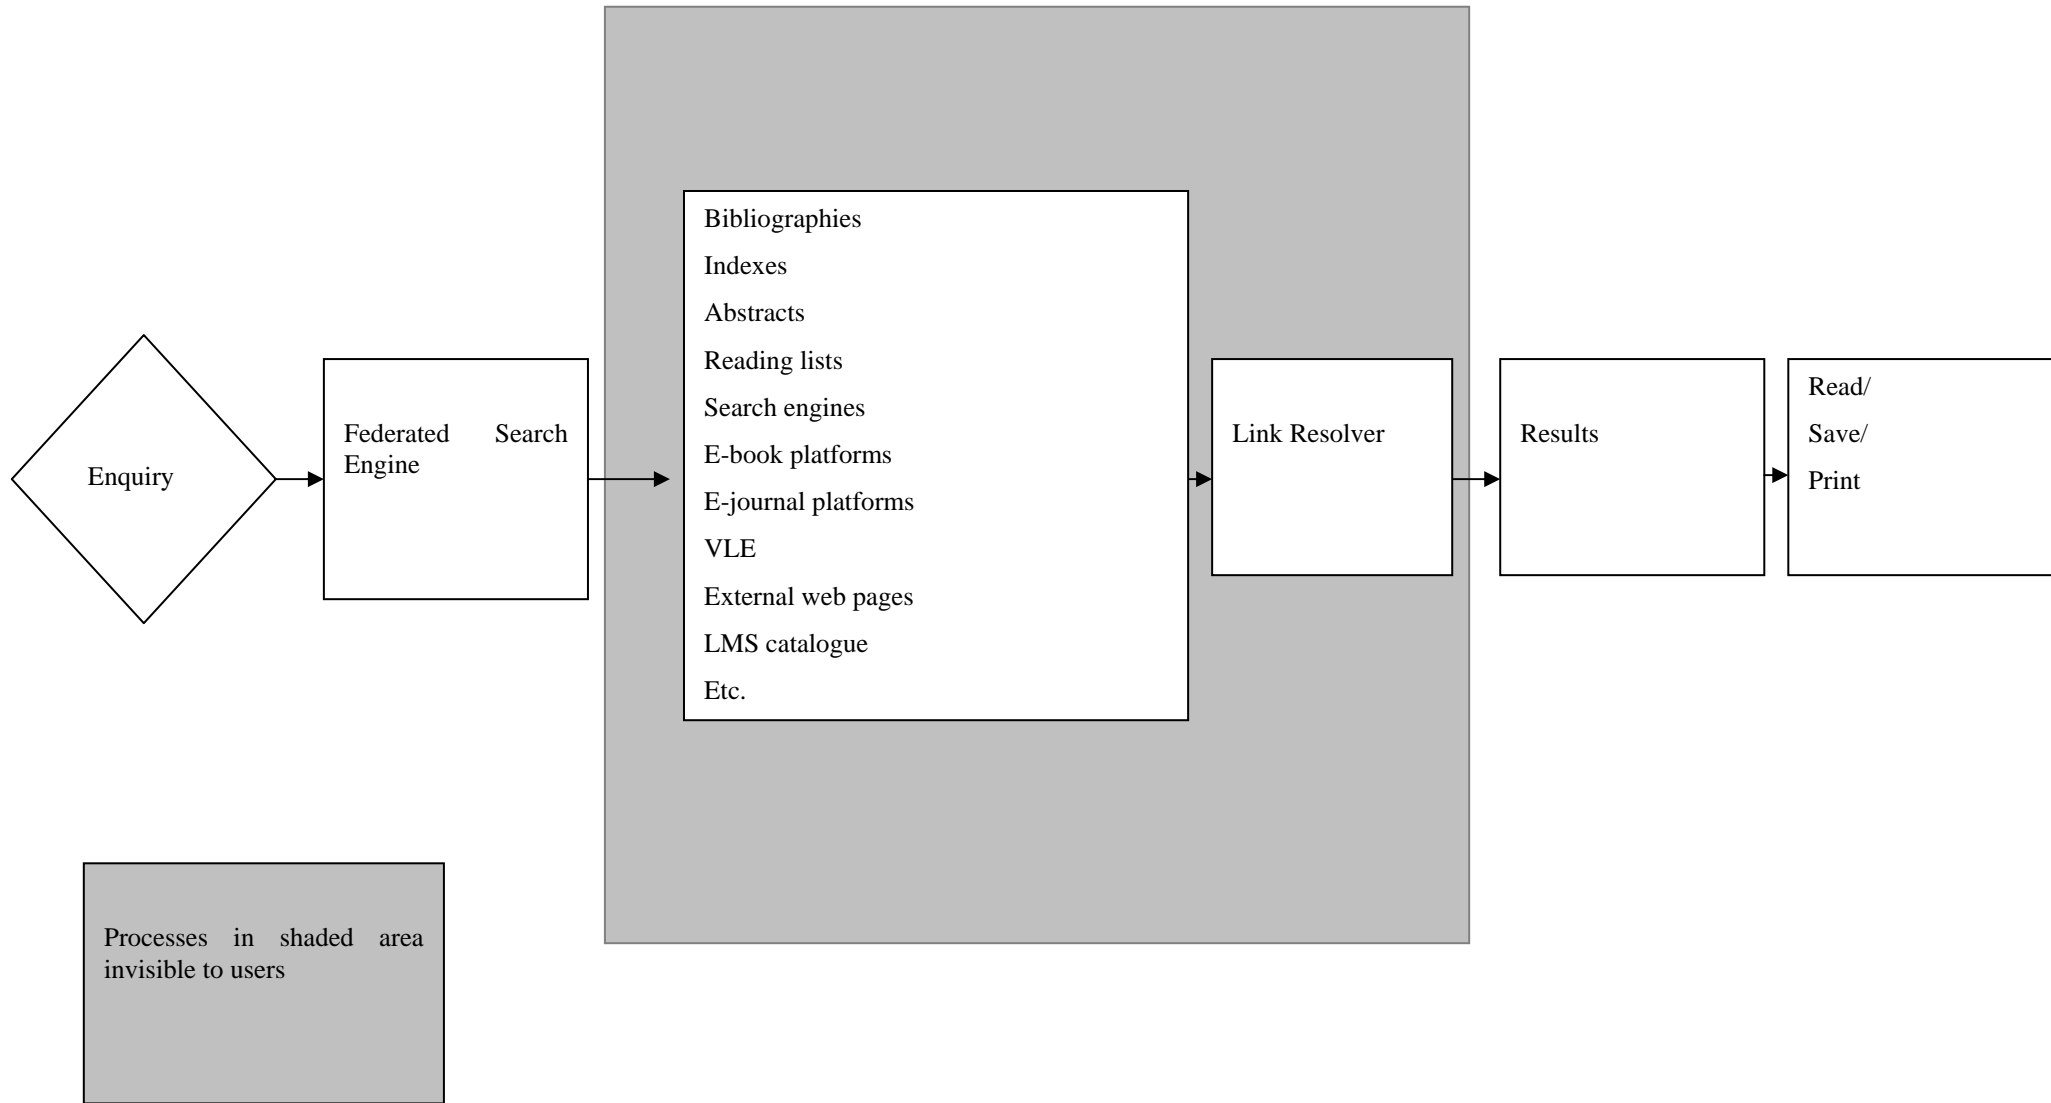 Enquiry
Federated Search
Engine
Bibliographies
Indexes
Abstracts
Reading lists
Search engines
E-book platforms
E-journal platforms
VLE
External web pages
LMS catalogue
Etc.
Link Resolver
Results
Read/
Save/
Print
Processes in shaded area
invisible to users